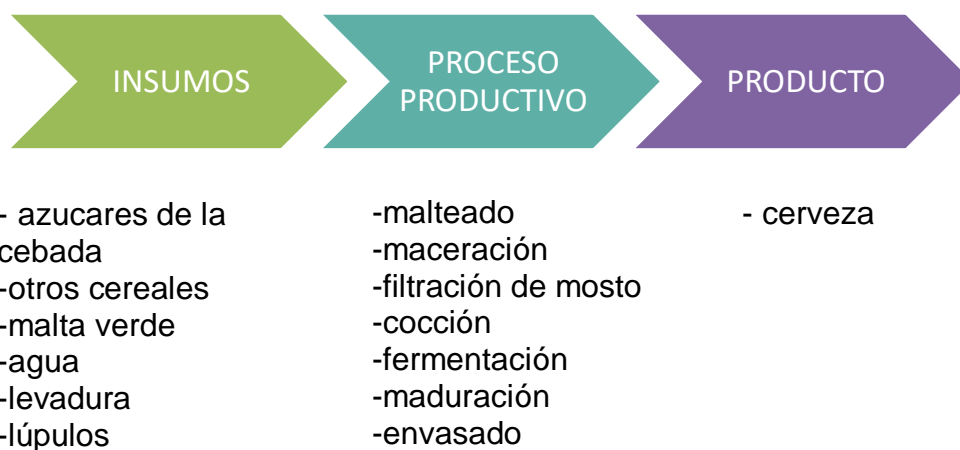 INSUMOS
PROCESO
PRODUCTIVO
PRODUCTO
- azucares de la
cebada
-otros cereales
-malta verde
-agua
-levadura
-lúpulos
-malteado
-maceración
-filtración de mosto
-cocción
-fermentación
-maduración
-envasado
- cerveza